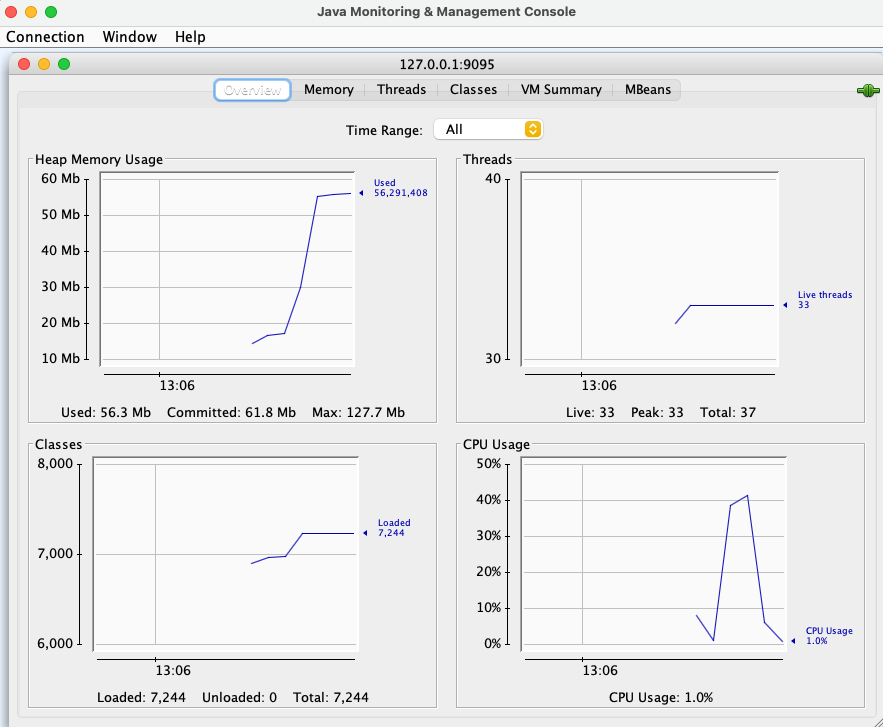 Java Monitoring & Management Console
Connection Window Help
127.0.0.1:9095
Overview Memory Threads Classes VM Summary MBeans
Time Range: All
Heap Memory Usage
60 Mb
50 Mb
40 Mb
30 Mb
20 Mb
10 Mb
Used
56,291,408
13:06
Used: 56.3 Mb Committed: 61.8 Mb Max: 127.7 Mb
Threads
40
30
Live threads
33
13:06
Live: 33 Peak: 33 Total: 37
Classes
8,000
7,000
6,000
Loaded
7,244
13:06
Loaded: 7,244 Unloaded: 0 Total: 7,244
CPU Usage
50%
40%
30%
20%
10%
0%
CPU Usage
1.0%
13:06
CPU Usage: 1.0%